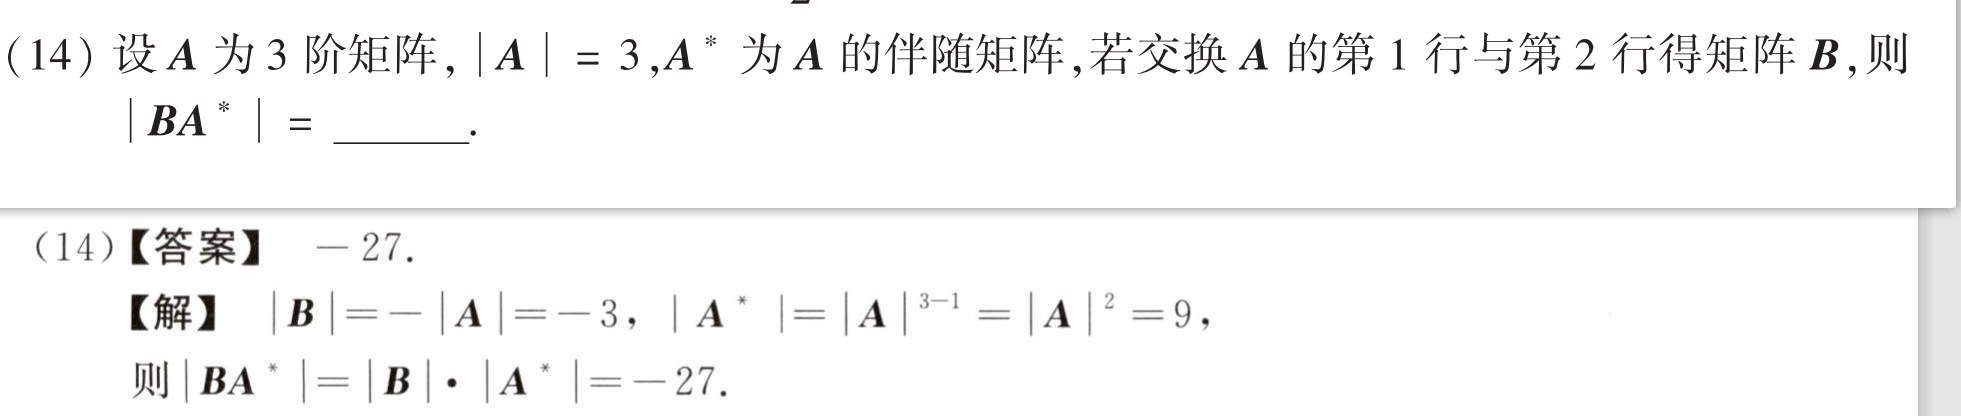 (14) 设 A 为 3 阶矩阵,|A| = 3,A* 为 A 的伴随矩阵,若交换 A 的第 1 行与第 2 行得矩阵 B,则
|BA*| = ______.
(14)【答案】 －27.
【解】 |B|=－|A|=－3, |A*|=|A|³⁻¹=|A|²=9,
则|BA*|=|B|·|A*|=－27.